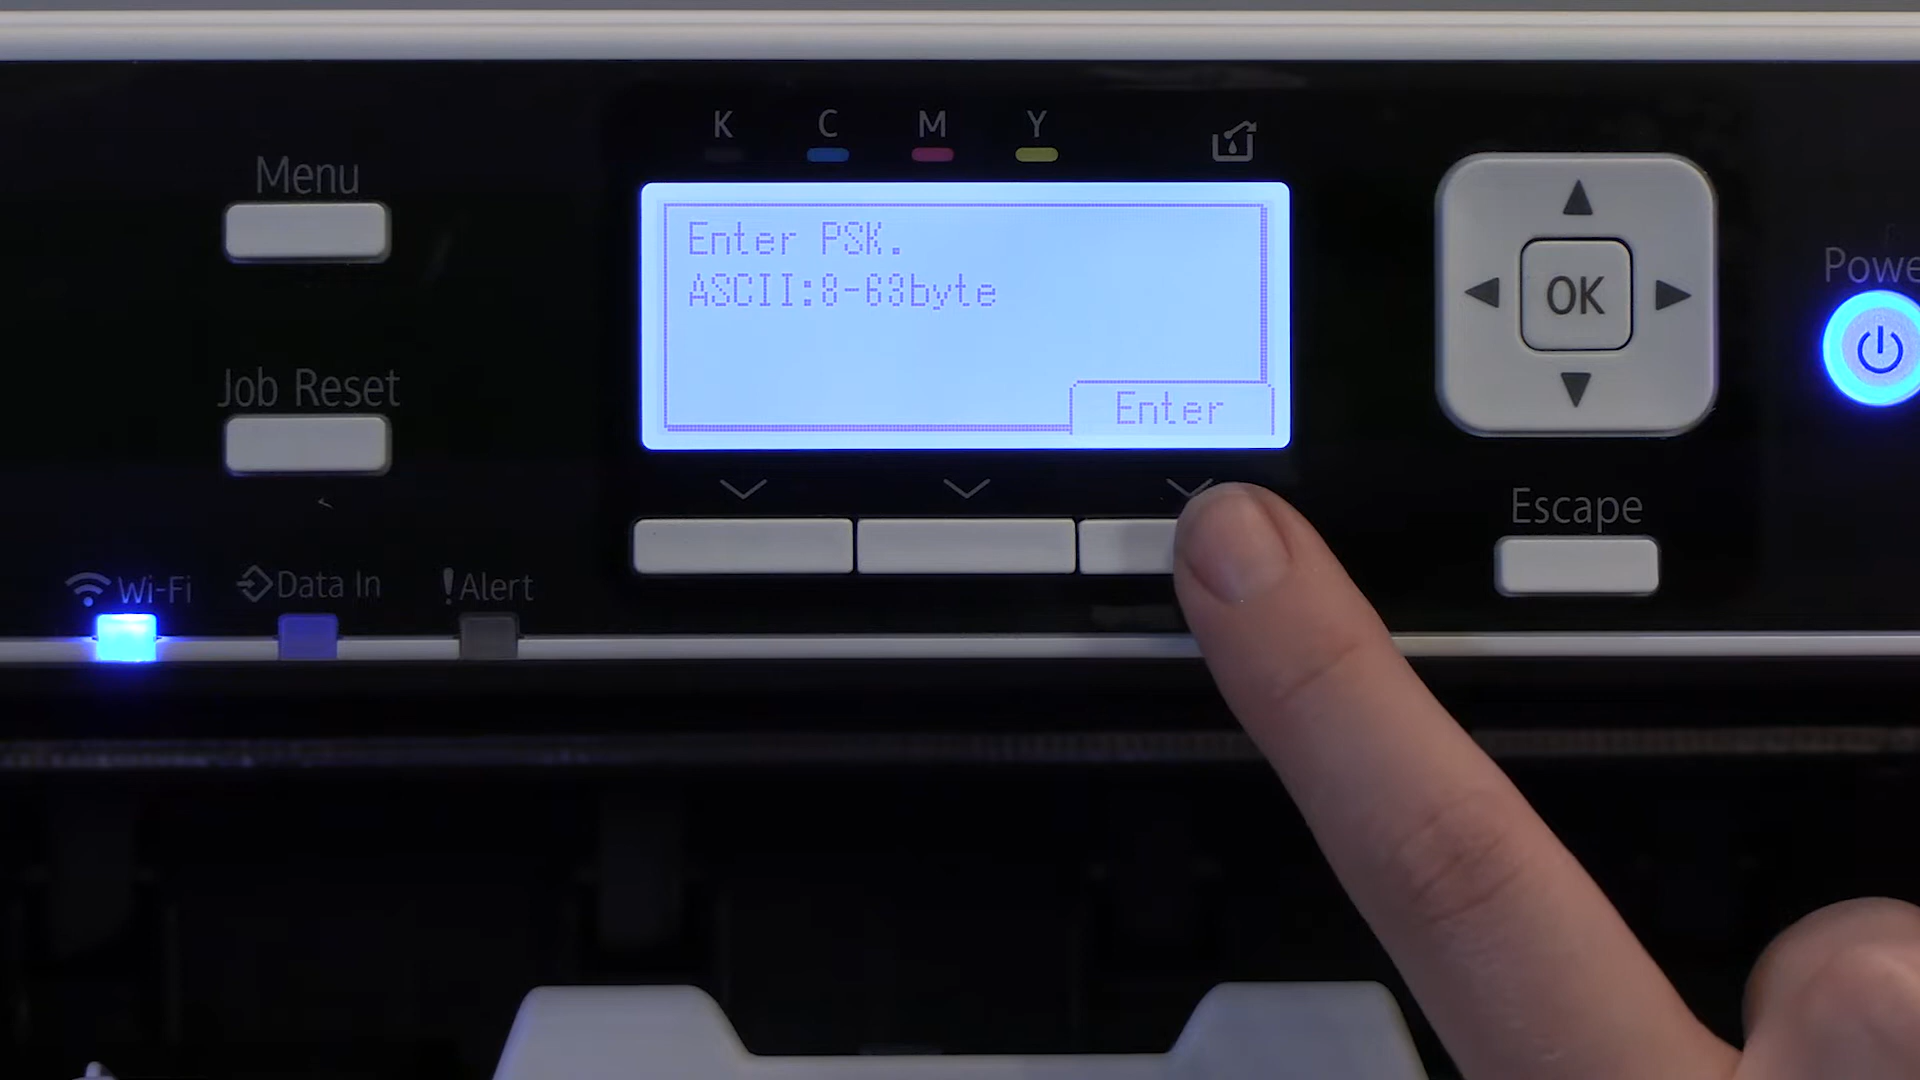 K C M Y
Menu
Enter PSK.
ASCII:8-63byte
OK
Powe
Job Reset
Enter
Escape
Wi-Fi
Data In
!Alert